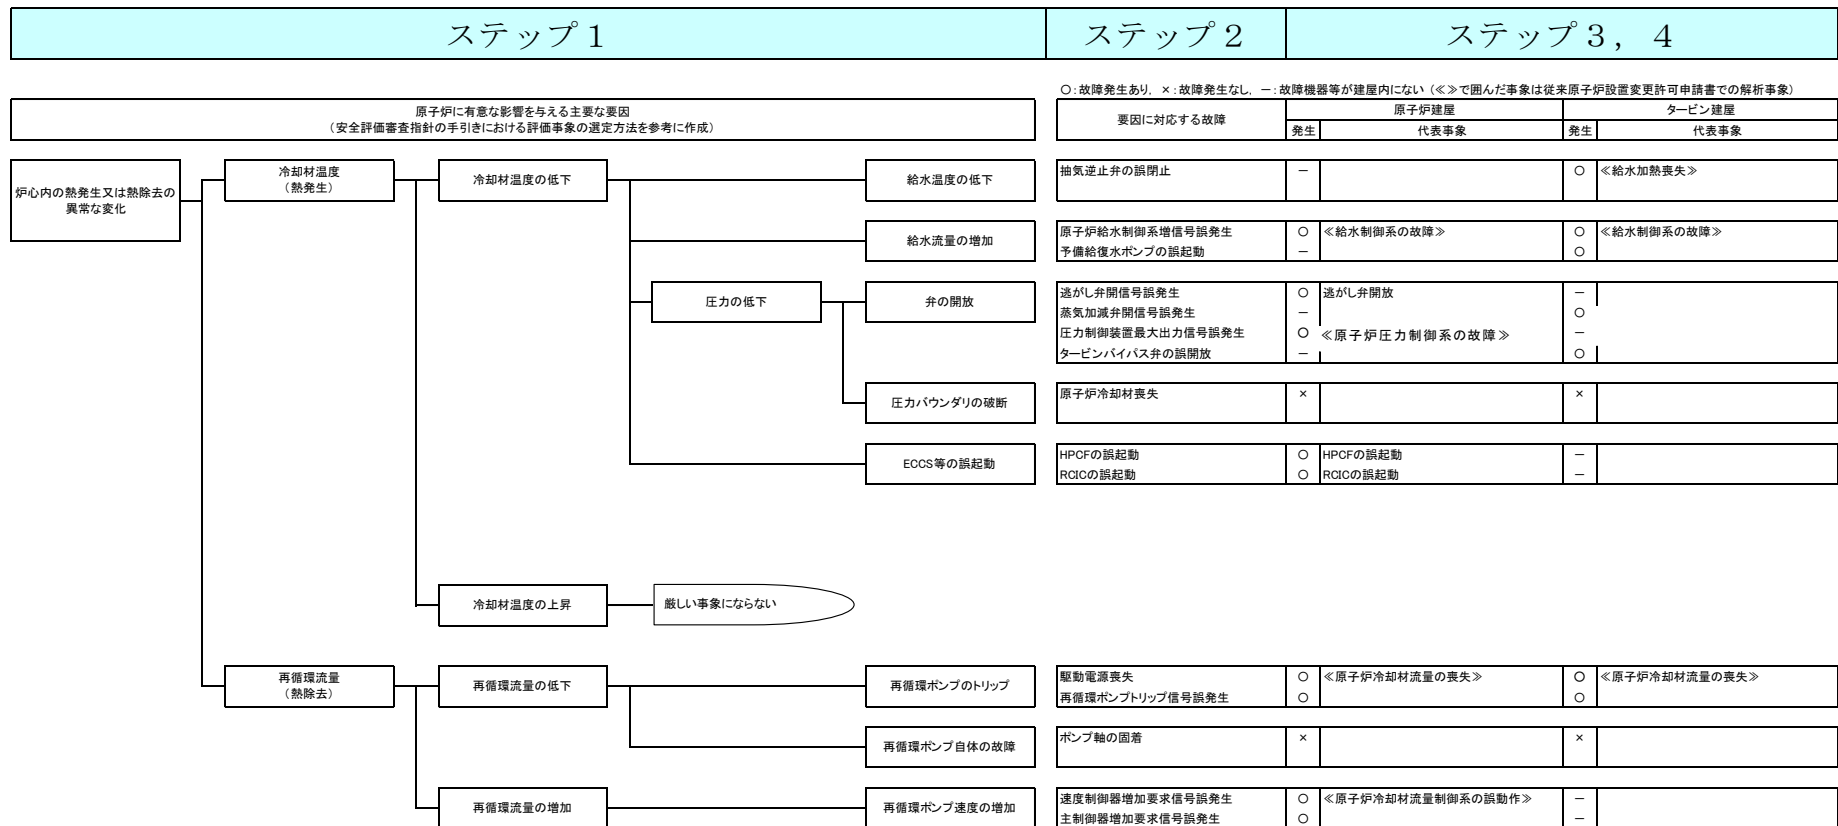 ステップ1 ステップ2 ステップ3，4
○：故障発生あり，×：故障発生なし，－：故障機器等が建屋内にない（≪≫で囲んだ事象は従来原子炉設置変更許可申請書での解析事象）
原子炉に有意な影響を与える主要な要因
（安全評価審査指針の手引きにおける評価事象の選定方法を参考に作成）
要因に対応する故障
原子炉建屋 タービン建屋
発生 代表事象 発生 代表事象
炉心内の熱発生又は熱除去の
異常な変化
冷却材温度
（熱発生）
冷却材温度の低下
給水温度の低下
抽気逆止弁の誤閉止 － ○ ≪給水加熱喪失≫
給水流量の増加
原子炉給水制御系増信号誤発生 ○ ≪給水制御系の故障≫ ○ ≪給水制御系の故障≫
予備給復水ポンプの誤起動 － ○
圧力の低下
弁の開放
逃がし弁開信号誤発生 ○ 逃がし弁開放 －
蒸気加減弁開信号誤発生 － ○
圧力制御装置最大出力信号誤発生 ○ ≪原子炉圧力制御系の故障≫ －
タービンバイパス弁の誤開放 － ○
圧力バウンダリの破断
原子炉冷却材喪失 × ×
ECCS等の誤起動
HPCFの誤起動 ○ HPCFの誤起動 －
RCICの誤起動 ○ RCICの誤起動 －
冷却材温度の上昇
厳しい事象にならない
再循環流量
（熱除去）
再循環流量の低下
再循環ポンプのトリップ
駆動電源喪失 ○ ≪原子炉冷却材流量の喪失≫ ○ ≪原子炉冷却材流量の喪失≫
再循環ポンプトリップ信号誤発生 ○ ○
再循環ポンプ自体の故障
ポンプ軸の固着 × ×
再循環流量の増加
再循環ポンプ速度の増加
速度制御器増加要求信号誤発生 ○ ≪原子炉冷却材流量制御系の誤動作≫ －
主制御器増加要求信号誤発生 ○ －